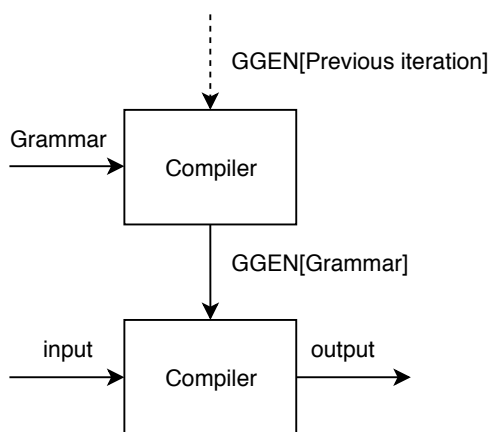 GGEN[Previous iteration]
Grammar
Compiler
GGEN[Grammar]
input
Compiler
output